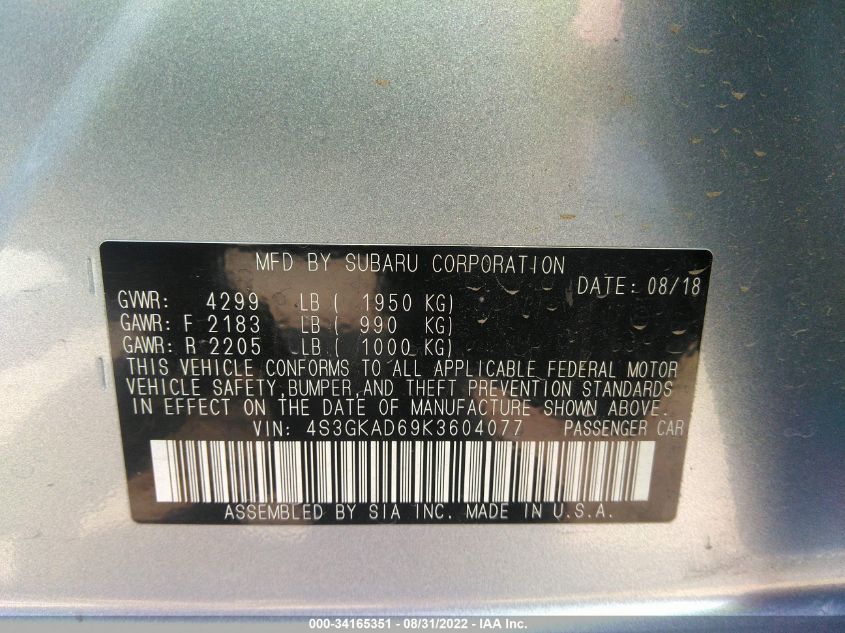 MFD BY SUBARU CORPORATION
DATE: 08/18
GVWR: 4299 LB ( 1950 KG)
GAWR: F 2183 LB ( 990 KG)
GAWR: R 2205 LB ( 1000 KG)
THIS VEHICLE CONFORMS TO ALL APPLICABLE FEDERAL MOTOR
VEHICLE SAFETY,BUMPER,AND THEFT PREVENTION STANDARDS
IN EFFECT ON THE DATE OF MANUFACTURE SHOWN ABOVE.
VIN: 4S3GKAD69K3604077 PASSENGER CAR
ASSEMBLED BY SIA INC. MADE IN U.S.A.
000-34165351 - 08/31/2022 - IAA Inc.